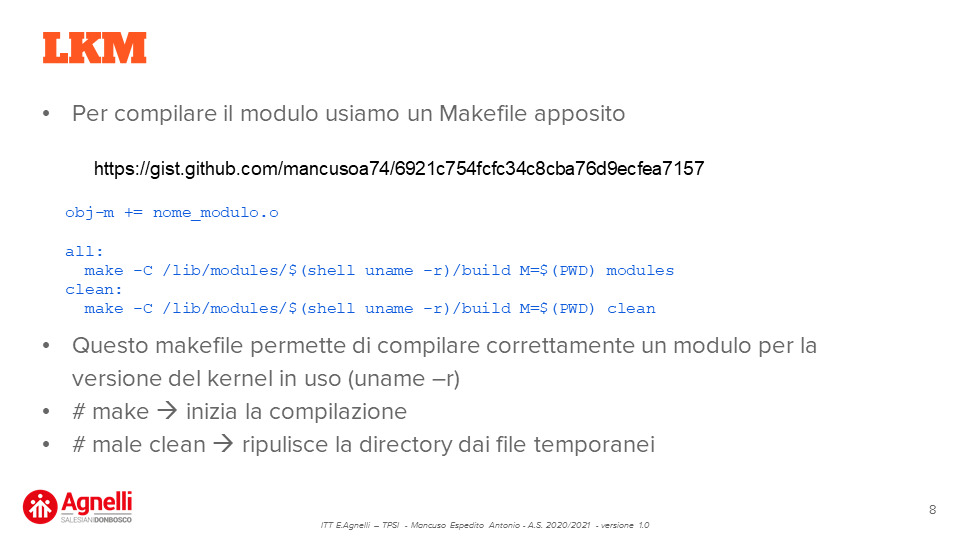 LKM
• Per compilare il modulo usiamo un Makefile apposito
https://gist.github.com/mancusoa74/6921c754fcfc34c8cba76d9ecfea7157
obj-m += nome_modulo.o
all:
make -C /lib/modules/$(shell uname -r)/build M=$(PWD) modules
clean:
make -C /lib/modules/$(shell uname -r)/build M=$(PWD) clean
• Questo makefile permette di compilare correttamente un modulo per la
versione del kernel in uso (uname –r)
• # make → inizia la compilazione
• # male clean → ripulisce la directory dai file temporanei
Agnelli
SALESIANI DONBOSCO
ITT E.Agnelli – TPSI - Mancuso Espedito Antonio - A.S. 2020/2021 - versione 1.0
8